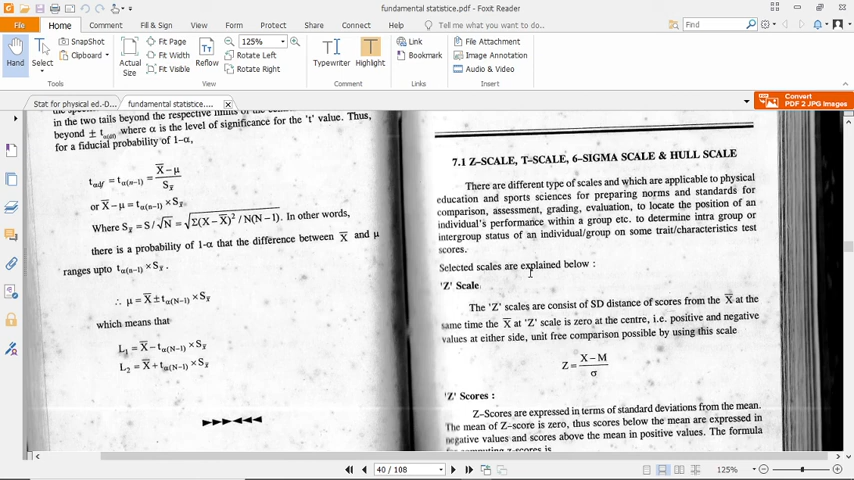 fundamental statistice.pdf - Foxit Reader
File
Home
Comment
Fill & Sign
View
Form
Protect
Share
Connect
Help
Tell me what you want to do...
Find
Hand
Select
SnapShot
Clipboard
Actual Size
Fit Page
Fit Width
Fit Visible
Reflow
125%
Rotate Left
Rotate Right
Typewriter
Highlight
Link
Bookmark
File Attachment
Image Annotation
Audio & Video
Tools
View
Comment
Links
Insert
Stat for physical ed.-D...
fundamental statistice....
Convert
PDF 2 JPG Images
in the two tails beyond the respective limits of the
beyond ± t where α is the level of significance for the 't' value. Thus,
for a fiducial probability of 1-α,
= t α(n-1) = X̄-μ / S x̄
or X̄-μ = t α(n-1) × S x̄
Where S x̄ = S/√N = √Σ(X-X̄)² / N(N-1). In other words,
there is a probability of 1-α that the difference between X̄ and μ
ranges upto t α(n-1) × S x̄.
∴ μ = X̄ ± t α(N-1) × S x̄
which means that
L₁ = X̄ - t α(N-1) × S x̄
L₂ = X̄ + t α(N-1) × S x̄
7.1 Z-SCALE, T-SCALE, 6-SIGMA SCALE & HULL SCALE
There are different type of scales and which are applicable to physical
education and sports sciences for preparing norms and standards for
comparison, assessment, grading, evaluation, to locate the position of an
individual's performance within a group etc. to determine intra group or
intergroup status of an individual/group on some trait/characteristics test
scores.
Selected scales are explained below :
'Z' Scale
The 'Z' scales are consist of SD distance of scores from the X̄ at the
same time the X̄ at 'Z' scale is zero at the centre, i.e. positive and negative
values at either side, unit free comparison possible by using this scale
Z = X-M / σ
'Z' Scores :
Z-Scores are expressed in terms of standard deviations from the mean.
The mean of Z-score is zero, thus scores below the mean are expressed in
negative values and scores above the mean in positive values. The formula
40 / 108
125%